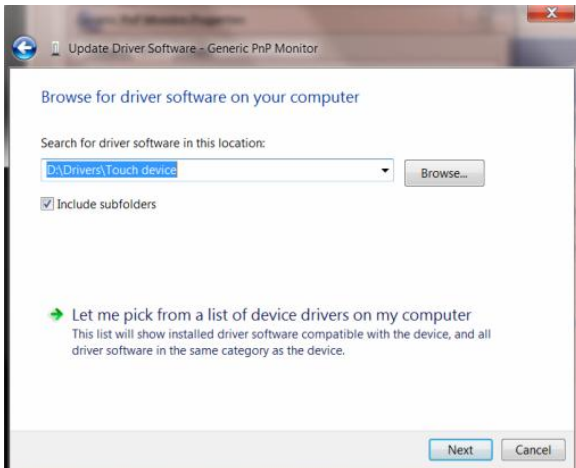 Update Driver Software - Generic PnP Monitor
Browse for driver software on your computer
Search for driver software in this location:
D:\Drivers\Touch device
Browse...
Include subfolders
Let me pick from a list of device drivers on my computer
This list will show installed driver software compatible with the device, and all
driver software in the same category as the device.
Next
Cancel